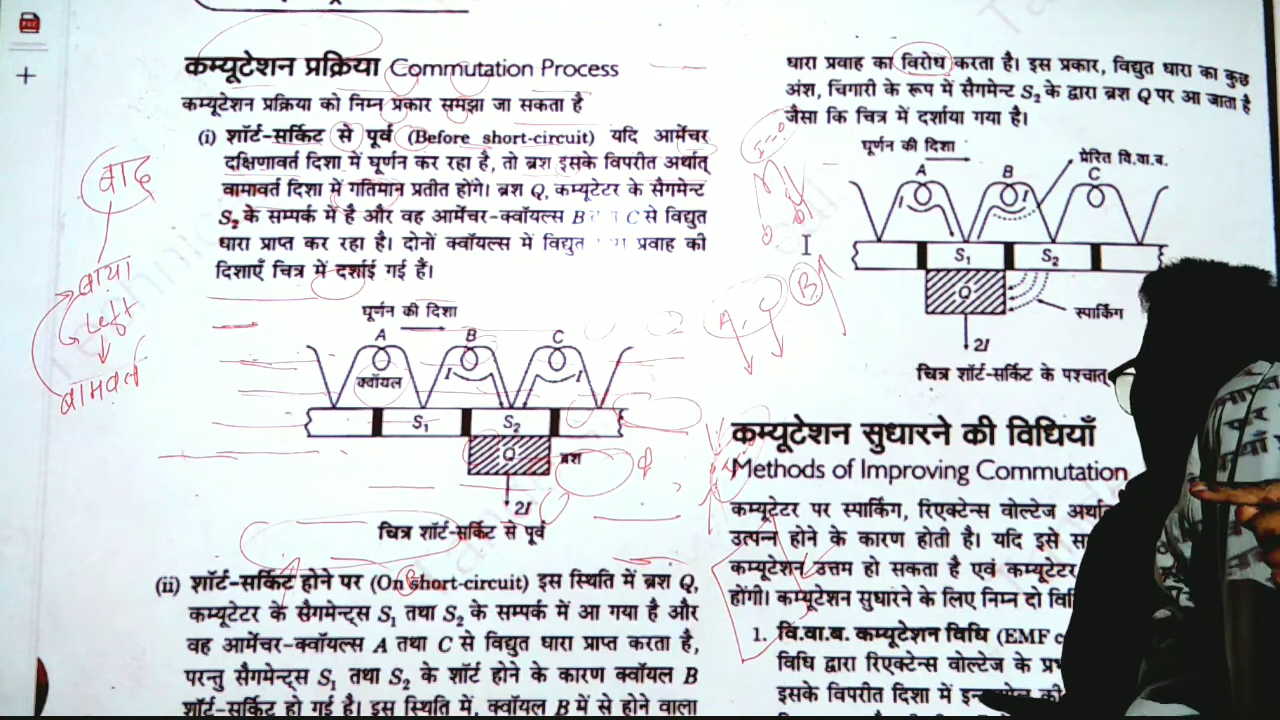 कम्यूटेशन प्रक्रिया Commutation Process
कम्यूटेशन प्रक्रिया को निम्न प्रकार समझा जा सकता है
(i) शॉर्ट-सर्किट से पूर्व (Before short-circuit) यदि आर्मेचर
दक्षिणावर्त दिशा में घूर्णन कर रहा है, तो ब्रश इसके विपरीत अर्थात्
वामावर्त दिशा में गतिमान प्रतीत होंगे। ब्रश Q, कम्यूटेटर के सैगमेन्ट
S₂ के सम्पर्क में है और वह आर्मेचर-क्वॉयल्स B C से विद्युत
धारा प्राप्त कर रहा है। दोनों क्वॉयल्स में विद्युत प्रवाह की
दिशाएँ चित्र में दर्शाई गई हैं।
घूर्णन की दिशा
A B C
क्वॉयल I I
S₁ S₂
Q ब्रश
2I
चित्र शॉर्ट-सर्किट से पूर्व
(ii) शॉर्ट-सर्किट होने पर (On short-circuit) इस स्थिति में ब्रश Q,
कम्यूटेटर के सैगमेन्ट्स S₁ तथा S₂ के सम्पर्क में आ गया है और
वह आर्मेचर-क्वॉयल्स A तथा C से विद्युत धारा प्राप्त करता है,
परन्तु सैगमेन्ट्स S₁ तथा S₂ के शॉर्ट होने के कारण क्वॉयल B
शॉर्ट-सर्किट हो गई है। इस स्थिति में, क्वॉयल B में से होने वाला
बाद
बाया
Left
बामवर्त
धारा प्रवाह का विरोध करता है। इस प्रकार, विद्युत धारा का कुछ
अंश, चिंगारी के रूप में सैगमेन्ट S₂ के द्वारा ब्रश Q पर आ जाता है
जैसा कि चित्र में दर्शाया गया है।
घूर्णन की दिशा
प्रेरित वि.वा.ब.
A B C
I I
S₁ S₂
Q
स्पार्किंग
2I
चित्र शॉर्ट-सर्किट के पश्चात्
A, C B
कम्यूटेशन सुधारने की विधियाँ
Methods of Improving Commutation
कम्यूटेटर पर स्पार्किंग, रिएक्टेन्स वोल्टेज
उत्पन्न होने के कारण होती है। यदि इसे
कम्यूटेशन उत्तम हो सकता है एवं कम्यूटेटर
होंगी। कम्यूटेशन सुधारने के लिए निम्न दो
1. वि.वा.ब. कम्यूटेशन विधि (EMF
विधि द्वारा रिएक्टेन्स वोल्टेज के
इसके विपरीत दिशा में